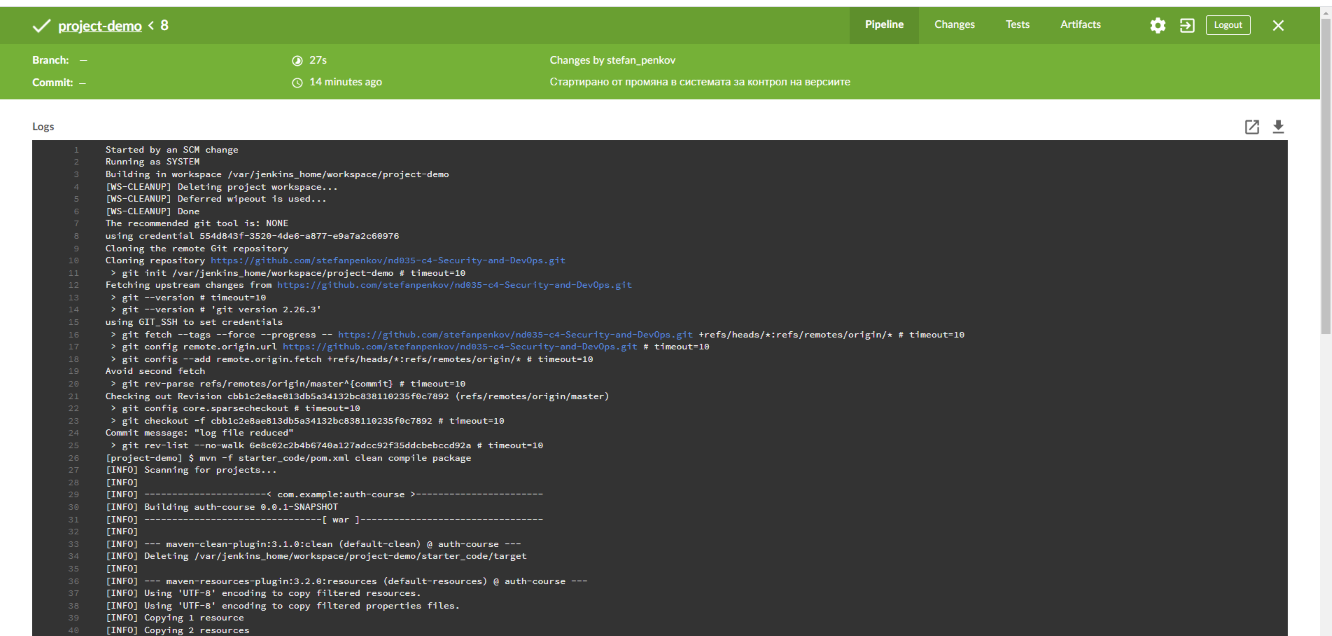 project-demo < 8
Pipeline Changes Tests Artifacts Logout
Branch: — 27s Changes by stefan_penkov
Commit: — 14 minutes ago Стартирано от промяна в системата за контрол на версиите
Logs
1 Started by an SCM change
2 Running as SYSTEM
3 Building in workspace /var/jenkins_home/workspace/project-demo
4 [WS-CLEANUP] Deleting project workspace...
5 [WS-CLEANUP] Deferred wipeout is used...
6 [WS-CLEANUP] Done
7 The recommended git tool is: NONE
8 using credential 554d843f-3520-4de6-a877-e9a7a2c60976
9 Cloning the remote Git repository
10 Cloning repository https://github.com/stefanpenkov/nd035-c4-Security-and-DevOps.git
11 > git init /var/jenkins_home/workspace/project-demo # timeout=10
12 Fetching upstream changes from https://github.com/stefanpenkov/nd035-c4-Security-and-DevOps.git
13 > git --version # timeout=10
14 > git --version # 'git version 2.26.3'
15 using GIT_SSH to set credentials
16 > git fetch --tags --force --progress -- https://github.com/stefanpenkov/nd035-c4-Security-and-DevOps.git +refs/heads/*:refs/remotes/origin/* # timeout=10
17 > git config remote.origin.url https://github.com/stefanpenkov/nd035-c4-Security-and-DevOps.git # timeout=10
18 > git config --add remote.origin.fetch +refs/heads/*:refs/remotes/origin/* # timeout=10
19 Avoid second fetch
20 > git rev-parse refs/remotes/origin/master^{commit} # timeout=10
21 Checking out Revision cbb1c2e8ae813db5a34132bc838110235f0c7892 (refs/remotes/origin/master)
22 > git config core.sparsecheckout # timeout=10
23 > git checkout -f cbb1c2e8ae813db5a34132bc838110235f0c7892 # timeout=10
24 Commit message: "log file reduced"
25 > git rev-list --no-walk 6e8c02c2b4b6740a127adcc92f35ddcbebccd92a # timeout=10
26 [project-demo] $ mvn -f starter_code/pom.xml clean compile package
27 [INFO] Scanning for projects...
28 [INFO]
29 [INFO] ----------------------< com.example:auth-course >-----------------------
30 [INFO] Building auth-course 0.0.1-SNAPSHOT
31 [INFO] --------------------------------[ war ]---------------------------------
32 [INFO]
33 [INFO] --- maven-clean-plugin:3.1.0:clean (default-clean) @ auth-course ---
34 [INFO] Deleting /var/jenkins_home/workspace/project-demo/starter_code/target
35 [INFO]
36 [INFO] --- maven-resources-plugin:3.2.0:resources (default-resources) @ auth-course ---
37 [INFO] Using 'UTF-8' encoding to copy filtered resources.
38 [INFO] Using 'UTF-8' encoding to copy filtered properties files.
39 [INFO] Copying 1 resource
40 [INFO] Copying 2 resources